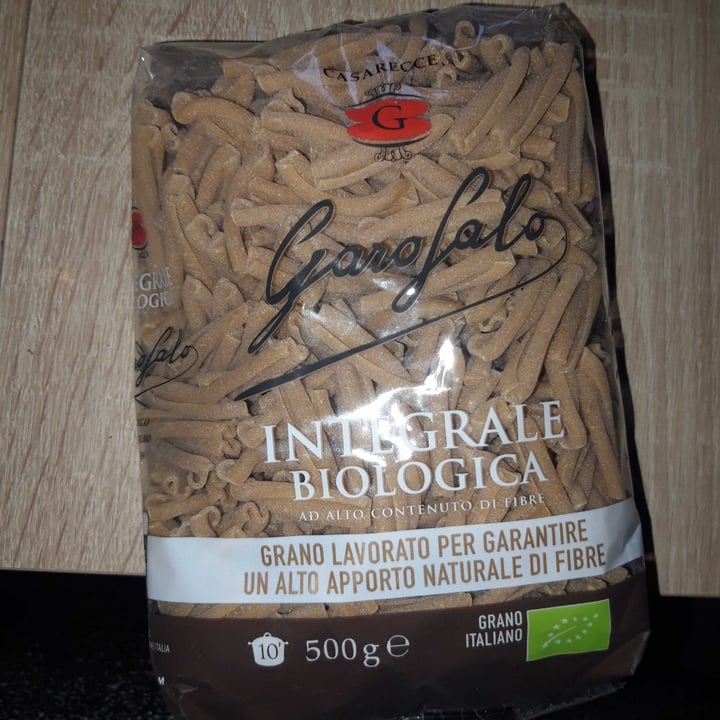 CASARECCE
G
Garofalo
INTEGRALE
BIOLOGICA
AD ALTO CONTENUTO DI FIBRE
GRANO LAVORATO PER GARANTIRE
UN ALTO APPORTO NATURALE DI FIBRE
GRANO
ITALIANO
10'
500g e
ITALIA